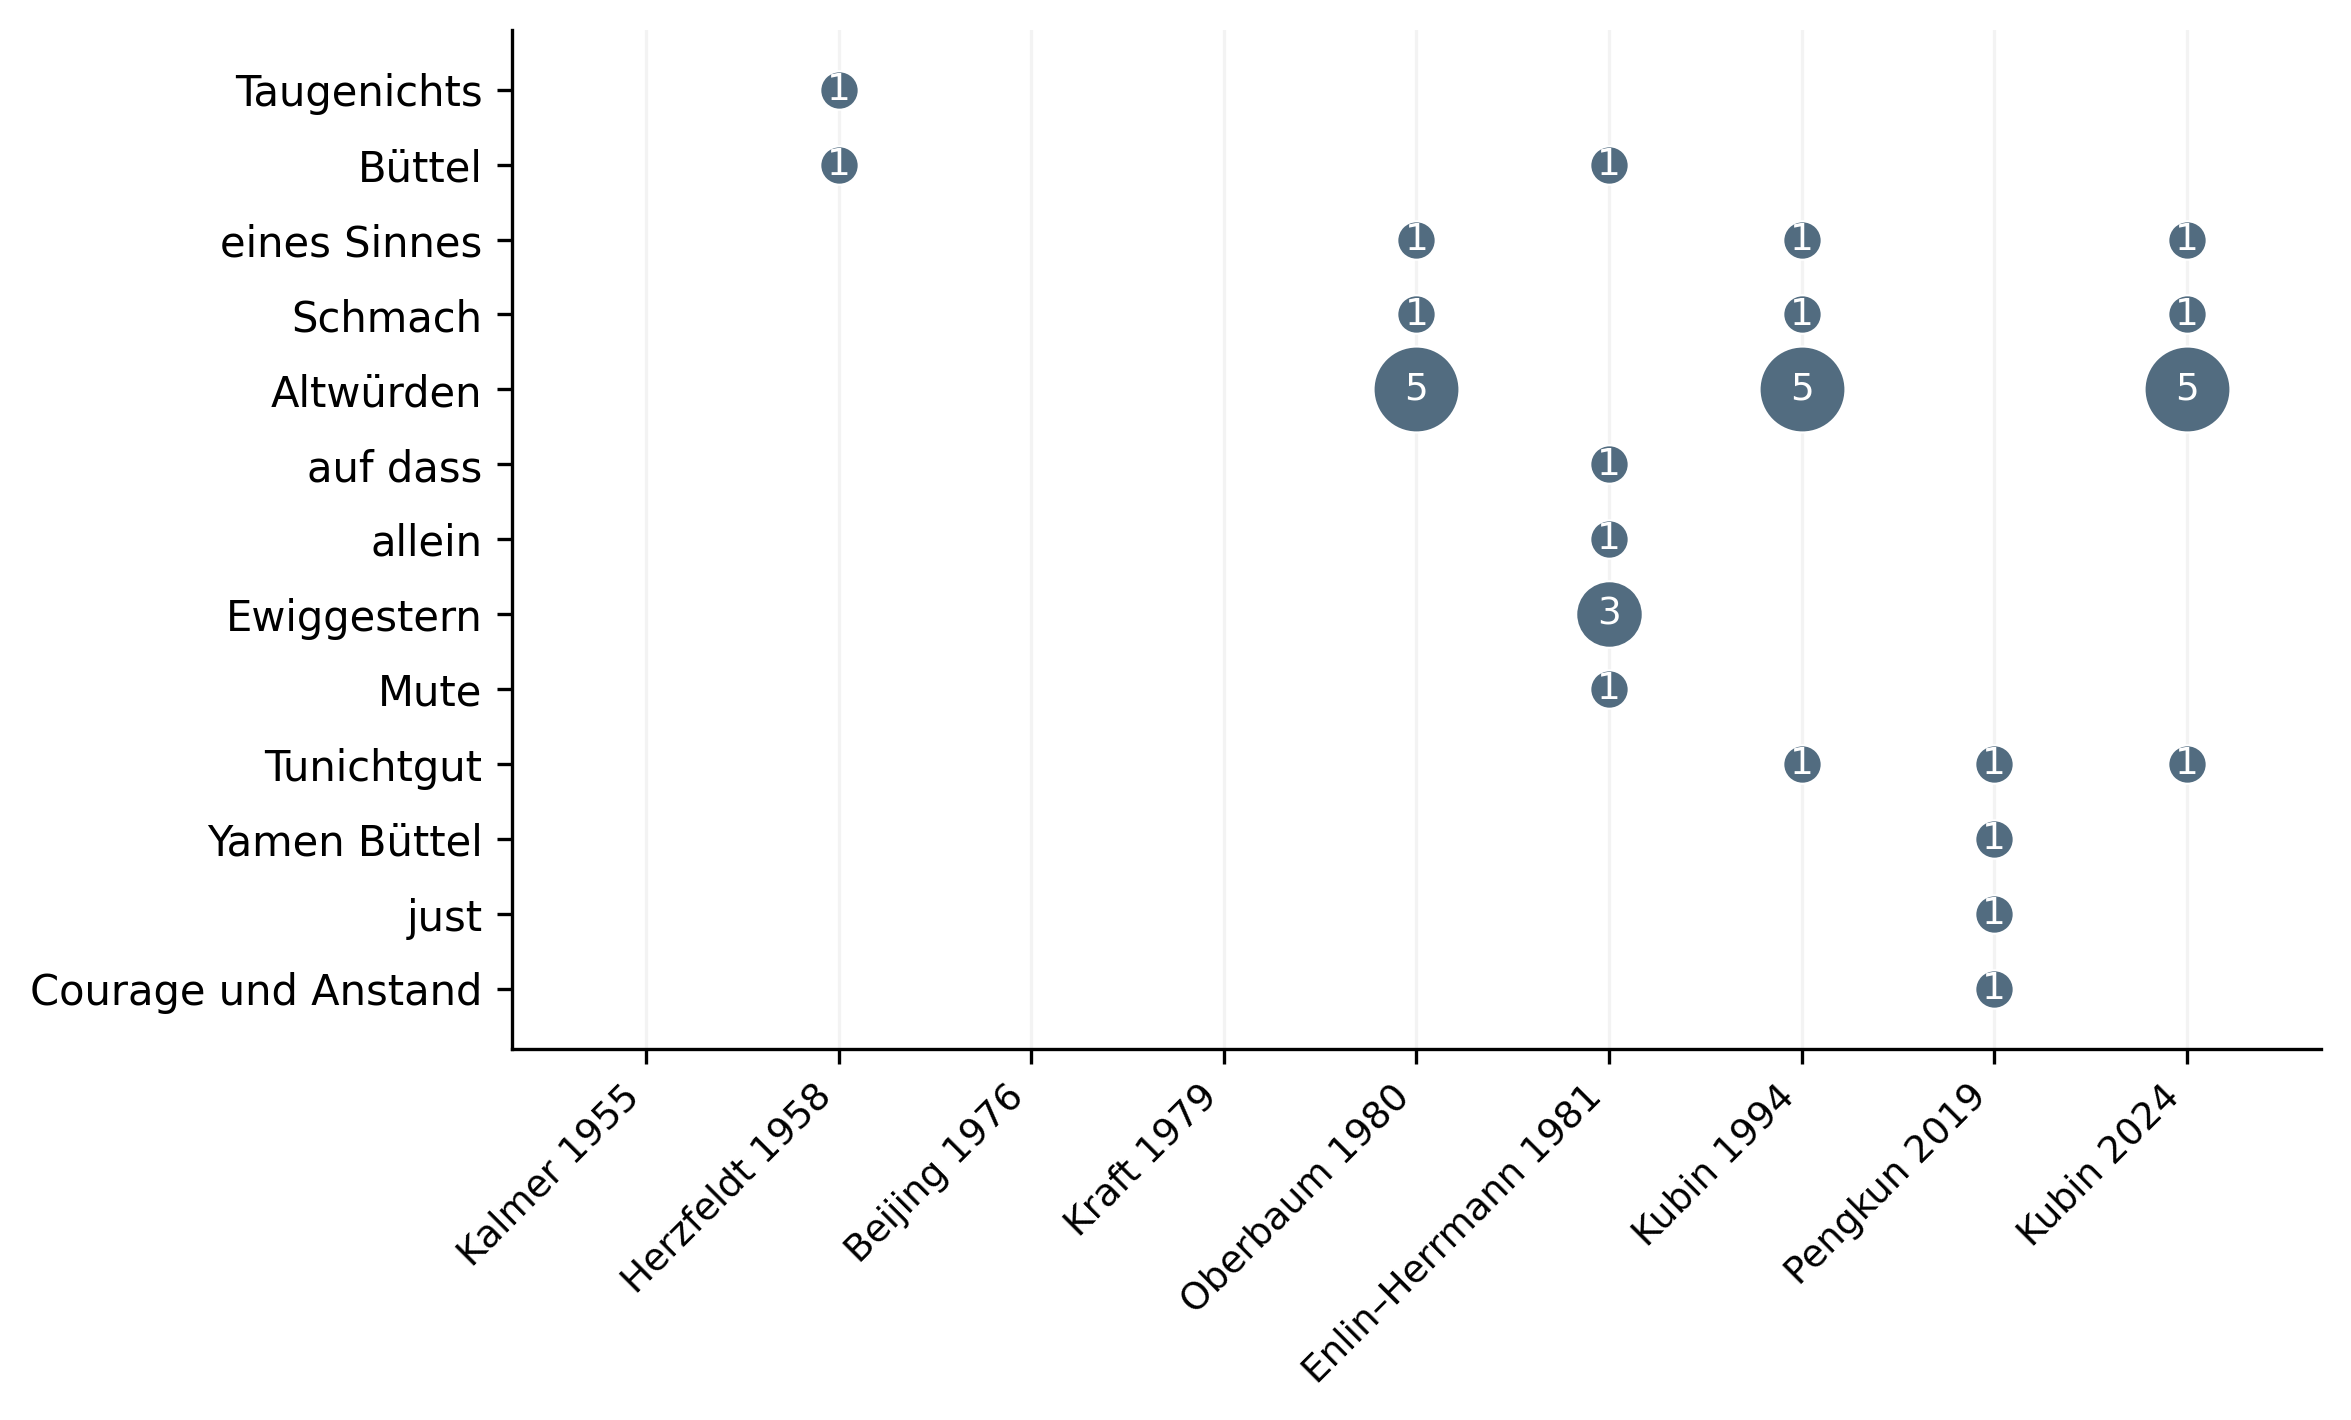 Taugenichts 1
Büttel 1 1
eines Sinnes 1 1 1
Schmach 1 1 1
Altwürden 5 5 5
auf dass 1
allein 1
Ewiggestern 3
Mute 1
Tunichtgut 1 1 1
Yamen Büttel 1
just 1
Courage und Anstand 1
Kalmer 1955
Herzfeldt 1958
Beijing 1976
Kraft 1979
Oberbaum 1980
Enlin–Herrmann 1981
Kubin 1994
Pengkun 2019
Kubin 2024